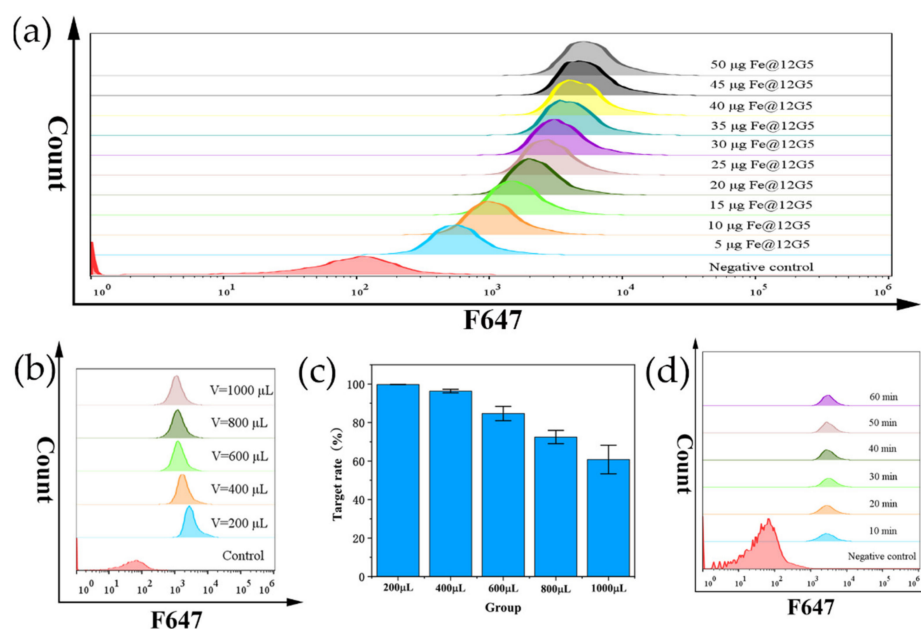 (a)
Count
50 μg Fe@12G5
45 μg Fe@12G5
40 μg Fe@12G5
35 μg Fe@12G5
30 μg Fe@12G5
25 μg Fe@12G5
20 μg Fe@12G5
15 μg Fe@12G5
10 μg Fe@12G5
5 μg Fe@12G5
Negative control
10⁰ 10¹ 10² 10³ 10⁴ 10⁵ 10⁶
F647
(b)
Count
V=1000 μL
V=800 μL
V=600 μL
V=400 μL
V=200 μL
Control
10⁰ 10¹ 10² 10³ 10⁴ 10⁵ 10⁶
F647
(c)
Target rate (%)
100
80
60
40
20
0
200μL 400μL 600μL 800μL 1000μL
Group
(d)
Count
60 min
50 min
40 min
30 min
20 min
10 min
Negative control
10⁰ 10¹ 10² 10³ 10⁴ 10⁵ 10⁶
F647